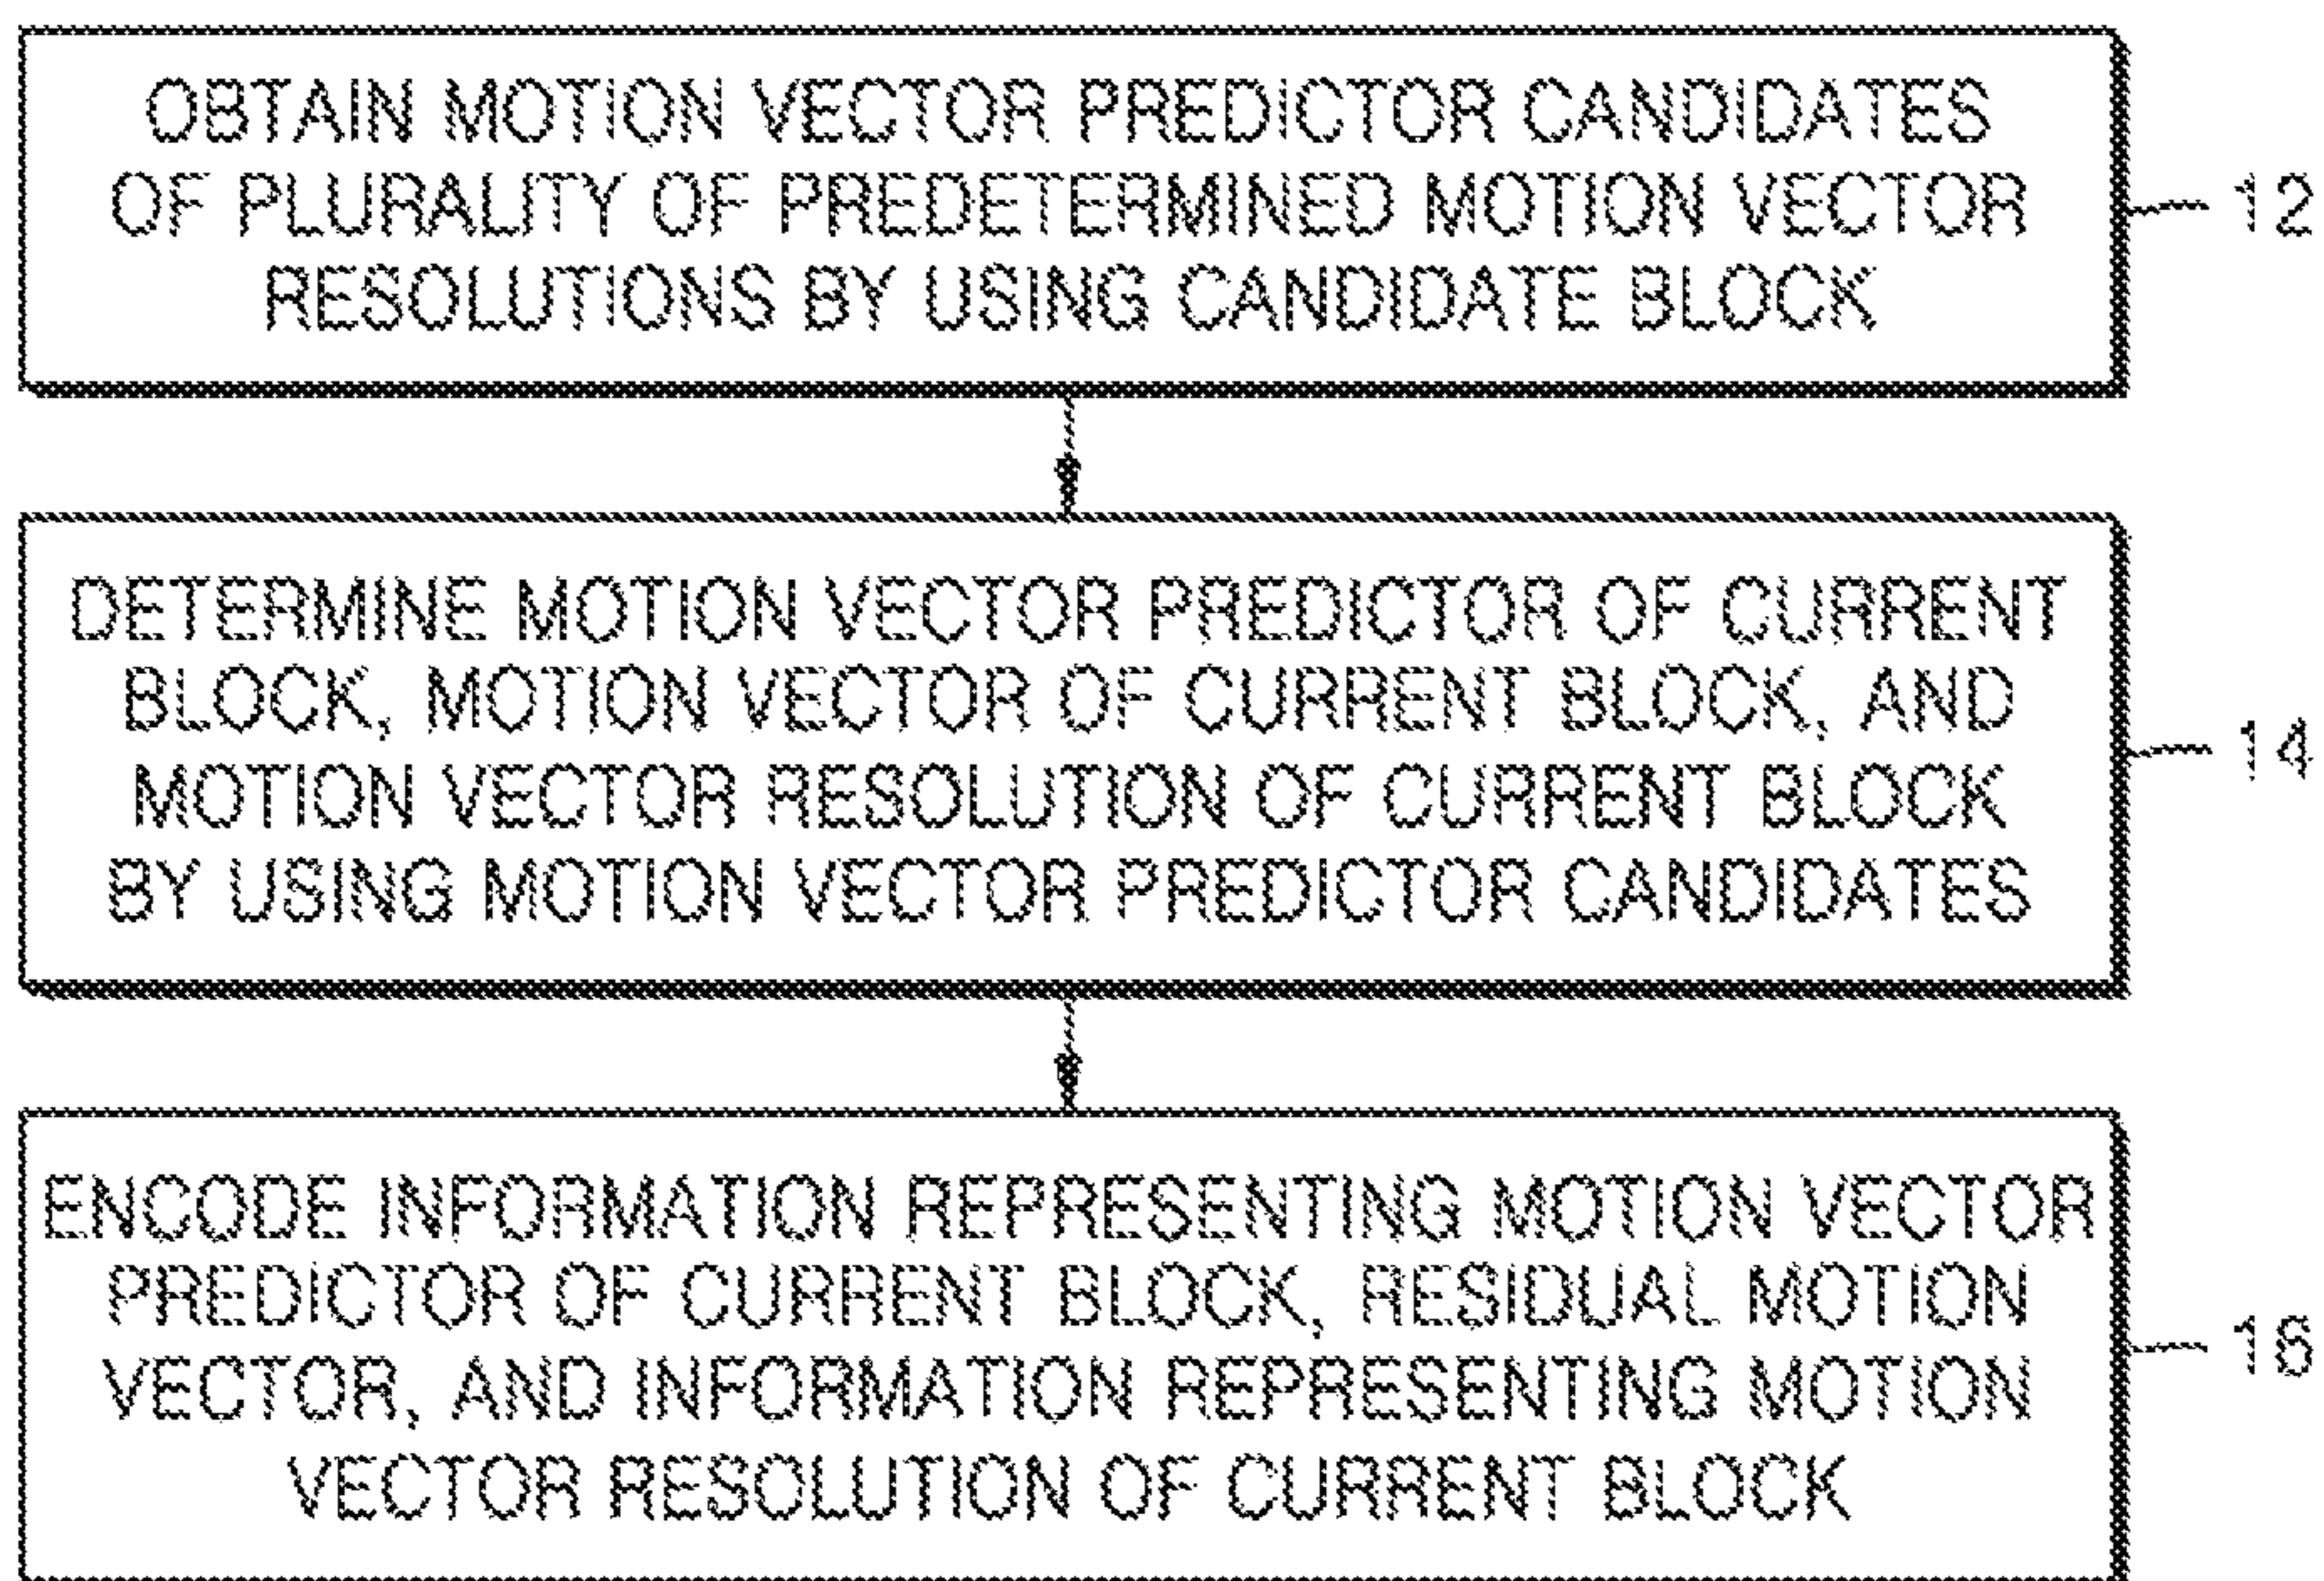 OBTAIN MOTION VECTOR PREDICTOR CANDIDATES
OF PLURALITY OF PREDETERMINED MOTION VECTOR
RESOLUTIONS BY USING CANDIDATE BLOCK
12
DETERMINE MOTION VECTOR PREDICTOR OF CURRENT
BLOCK, MOTION VECTOR OF CURRENT BLOCK, AND
MOTION VECTOR RESOLUTION OF CURRENT BLOCK
BY USING MOTION VECTOR PREDICTOR CANDIDATES
14
ENCODE INFORMATION REPRESENTING MOTION VECTOR
PREDICTOR OF CURRENT BLOCK, RESIDUAL MOTION
VECTOR, AND INFORMATION REPRESENTING MOTION
VECTOR RESOLUTION OF CURRENT BLOCK
16